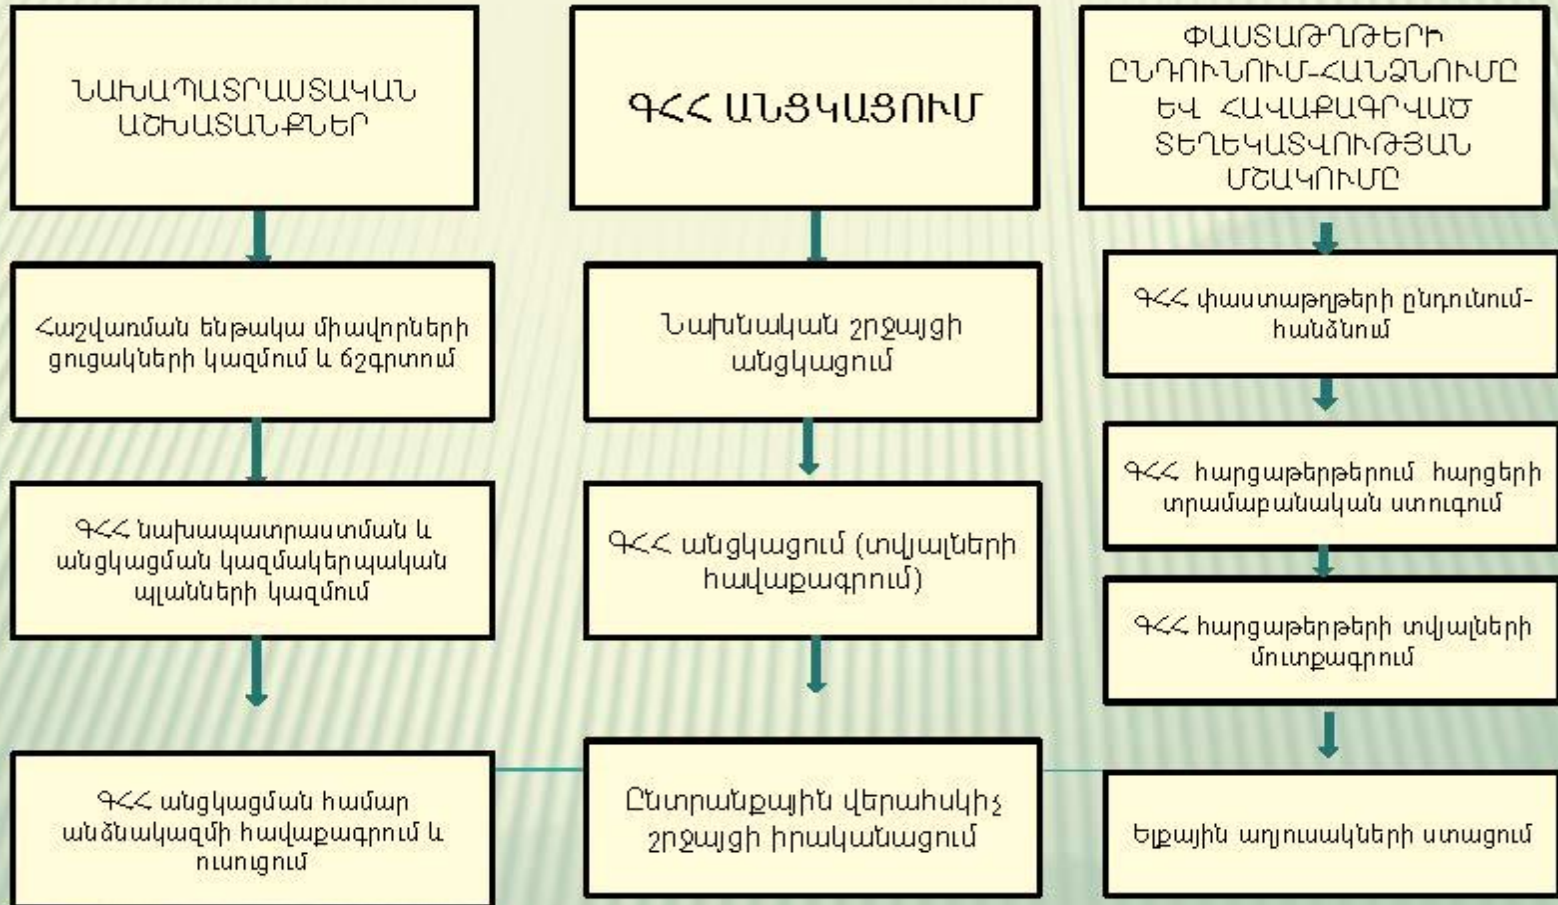 ՆԱԽԱՊԱՏՐԱՍՏԱԿԱՆ
ԱՇԽԱՏԱՆՔՆԵՐ
Հաշվառման ենթակա միավորների
ցուցակների կազմում և ճշգրտում
ԳՀՀ նախապատրաստման և
անցկացման կազմակերպական
պլանների կազմում
ԳՀՀ անցկացման համար
անձնակազմի հավաքագրում և
ուսուցում
ԳՀՀ ԱՆՑԿԱՑՈՒՄ
Նախնական շրջայցի
անցկացում
ԳՀՀ անցկացում (տվյալների
հավաքագրում)
Ընտրանքային վերահսկիչ
շրջայցի իրականացում
ՓԱՍՏԱԹՂԹԵՐԻ
ԸՆԴՈՒՆՈՒՄ-ՀԱՆՁՆՈՒՄԸ
ԵՎ ՀԱՎԱՔԱԳՐՎԱԾ
ՏԵՂԵԿԱՏՎՈՒԹՅԱՆ
ՄՇԱԿՈՒՄԸ
ԳՀՀ փաստաթղթերի ընդունում-
հանձնում
ԳՀՀ հարցաթերթերում հարցերի
տրամաբանական ստուգում
ԳՀՀ հարցաթերթերի տվյալների
մուտքագրում
Ելքային աղյուսակների ստացում